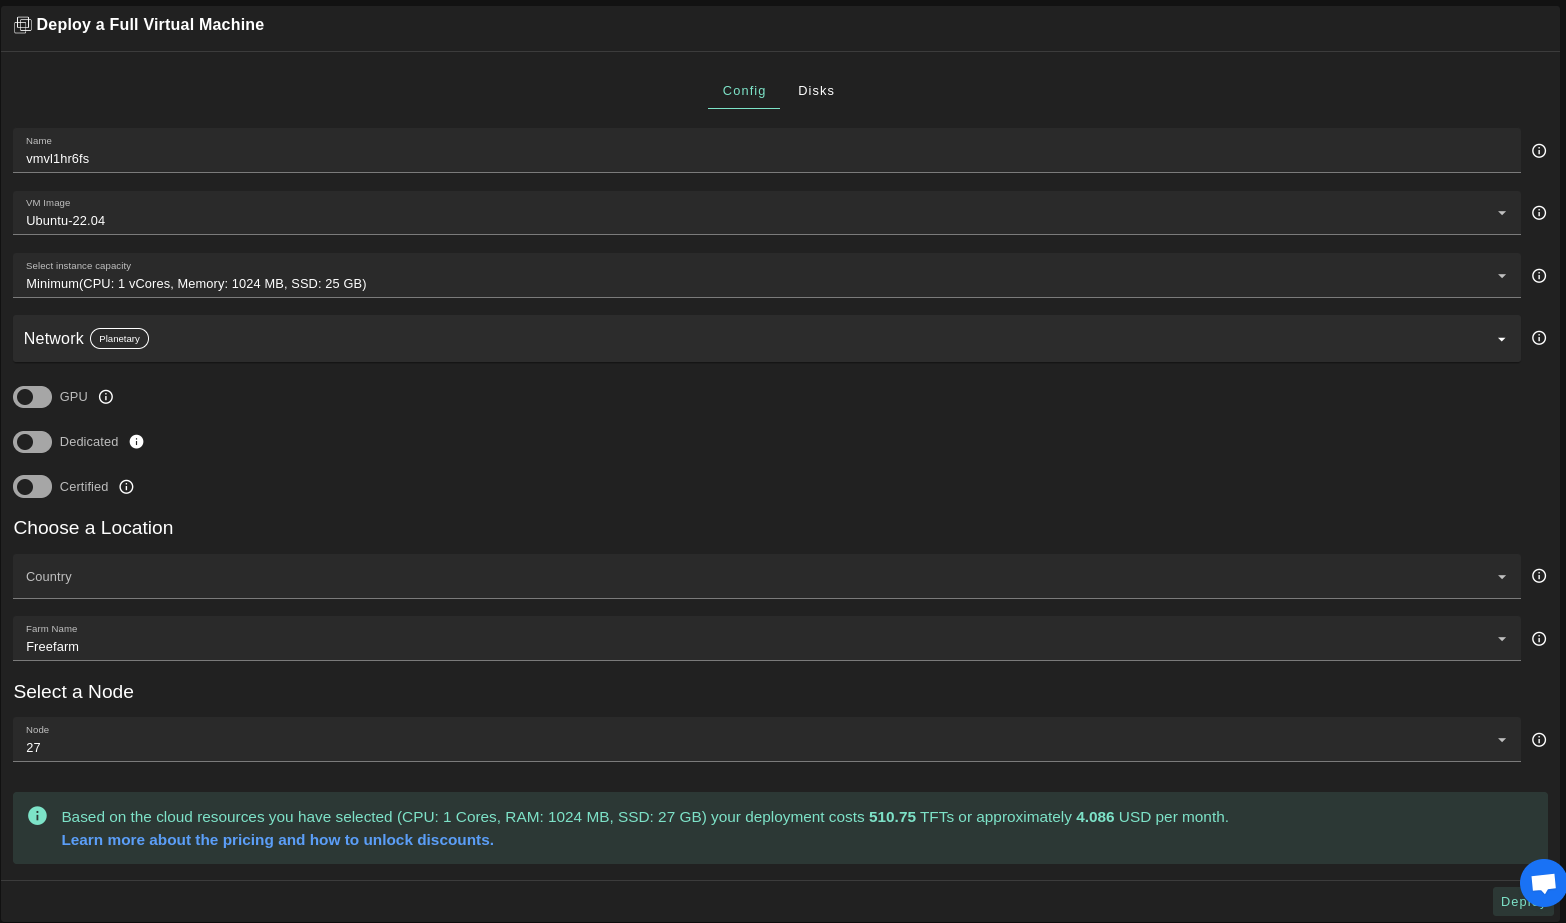 Deploy a Full Virtual Machine
Config Disks
Name
vmvl1hr6fs
VM Image
Ubuntu-22.04
Select instance capacity
Minimum(CPU: 1 vCores, Memory: 1024 MB, SSD: 25 GB)
Network Planetary
GPU
Dedicated
Certified
Choose a Location
Country
Farm Name
Freefarm
Select a Node
Node
27
Based on the cloud resources you have selected (CPU: 1 Cores, RAM: 1024 MB, SSD: 27 GB) your deployment costs 510.75 TFTs or approximately 4.086 USD per month.
Learn more about the pricing and how to unlock discounts.
Deploy